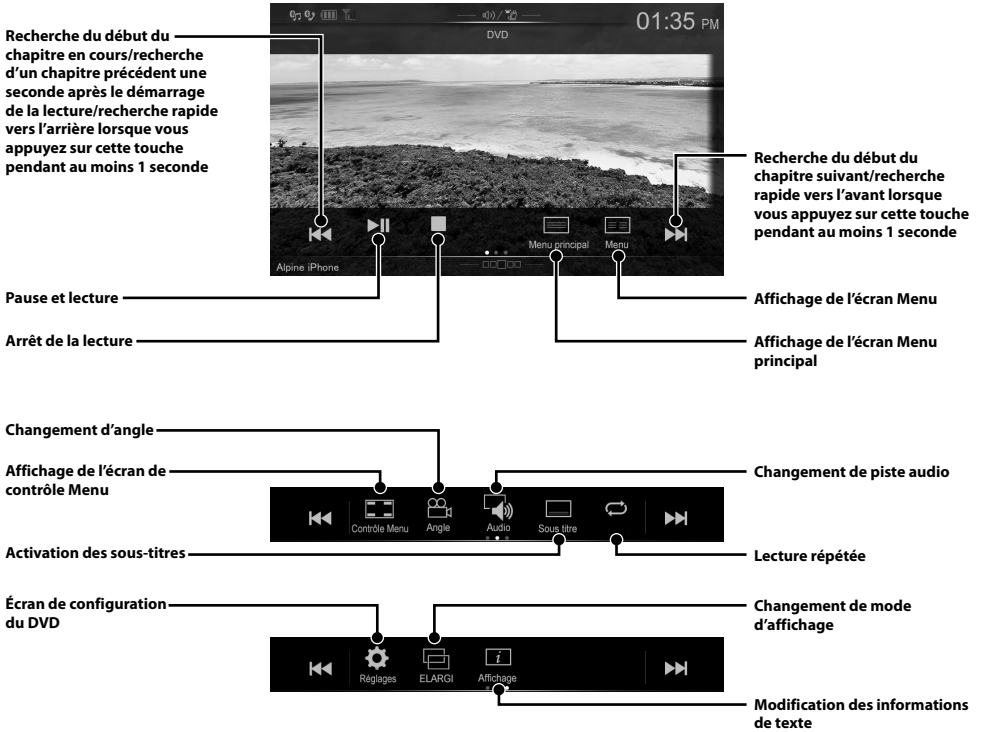 01:35 PM
DVD
Recherche du début du
chapitre en cours/recherche
d'un chapitre précédent une
seconde après le démarrage
de la lecture/recherche rapide
vers l'arrière lorsque vous
appuyez sur cette touche
pendant au moins 1 seconde
Recherche du début du
chapitre suivant/recherche
rapide vers l'avant lorsque
vous appuyez sur cette touche
pendant au moins 1 seconde
Menu principal
Menu
Alpine iPhone
Pause et lecture
Affichage de l'écran Menu
Arrêt de la lecture
Affichage de l'écran Menu
principal
Changement d'angle
Affichage de l'écran de
contrôle Menu
Changement de piste audio
Contrôle Menu
Angle
Audio
Sous titre
Activation des sous-titres
Lecture répétée
Écran de configuration
du DVD
Changement de mode
d'affichage
i
Réglages
ELARGI
Affichage
Modification des informations
de texte